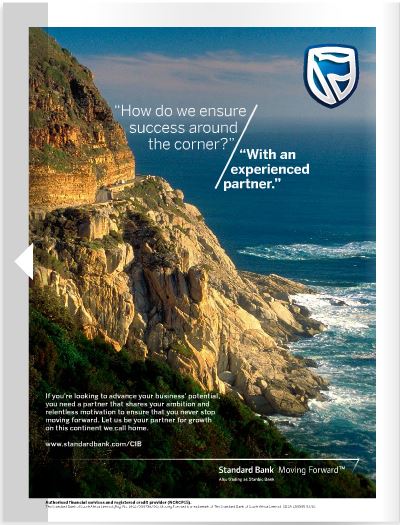 “How do we ensure
success around
the corner?”
“With an
experienced
partner.”
If you're looking to advance your business' potential,
you need a partner that shares your ambition and
relentless motivation to ensure that you never stop
moving forward. Let us be your partner for growth
on this continent we call home.
www.standardbank.com/CIB
Standard Bank Moving Forward™
Also trading as Stanbic Bank
Authorised financial services and registered credit provider (NCRCP15).